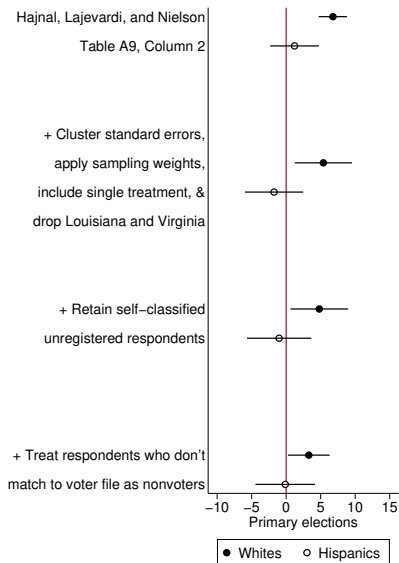 Hajnal, Lajevardi, and Nielson
Table A9, Column 2
+ Cluster standard errors,
apply sampling weights,
include single treatment, &
drop Louisiana and Virginia
+ Retain self−classified
unregistered respondents
+ Treat respondents who don't
match to voter file as nonvoters
−10 −5 0 5 10 15
Primary elections
Whites Hispanics